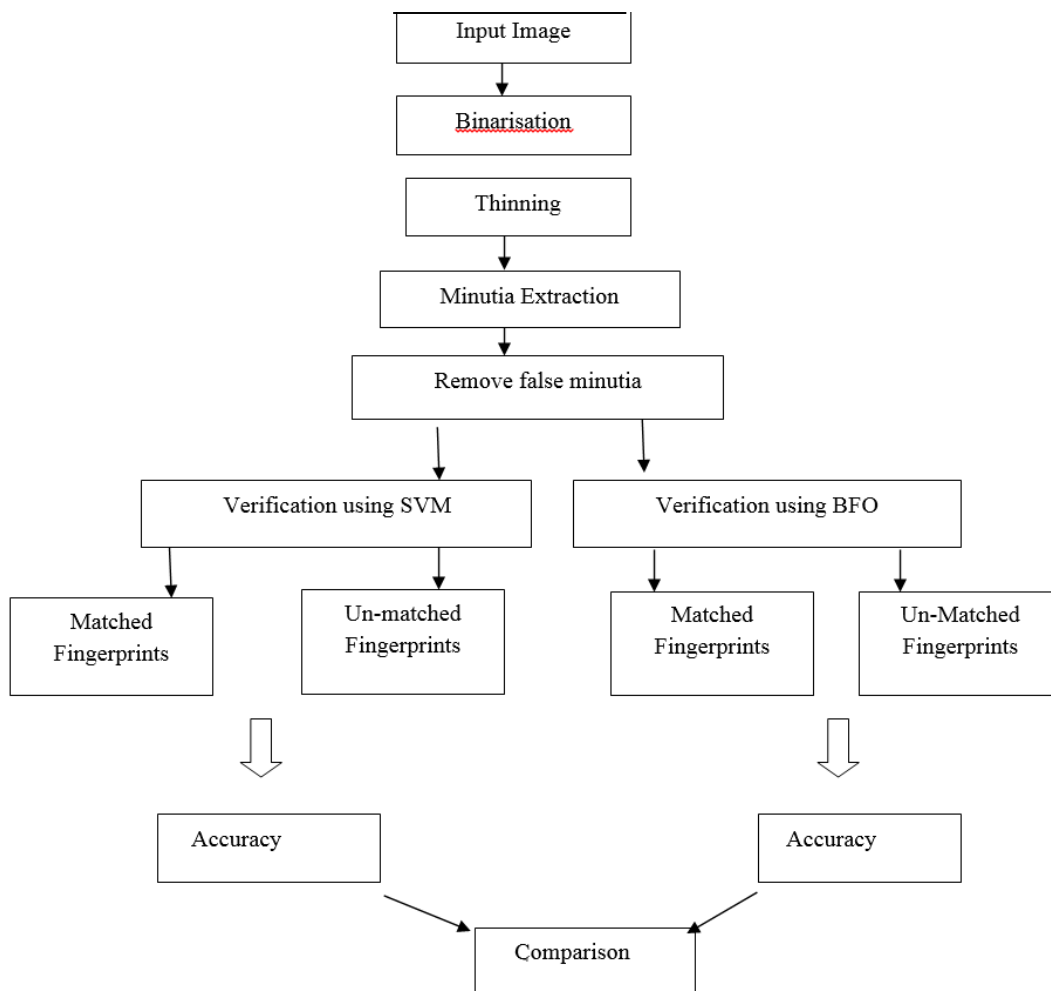 Input Image
Binarisation
Thinning
Minutia Extraction
Remove false minutia
Verification using SVM
Verification using BFO
Matched
Fingerprints
Un-matched
Fingerprints
Matched
Fingerprints
Un-Matched
Fingerprints
Accuracy
Accuracy
Comparison